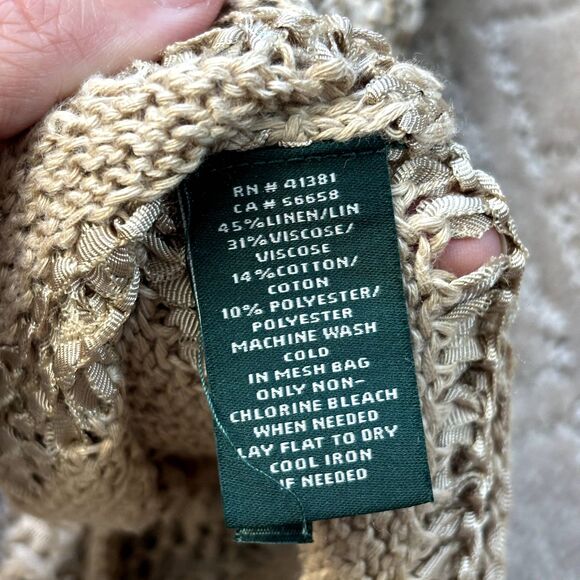 RN # 41381
CA # 56658
45%LINEN/LIN
31%VISCOSE/
VISCOSE
14%COTTON/
COTON
10% POLYESTER/
POLYESTER
MACHINE WASH
COLD
IN MESH BAG
ONLY NON-
CHLORINE BLEACH
WHEN NEEDED
LAY FLAT TO DRY
COOL IRON
IF NEEDED